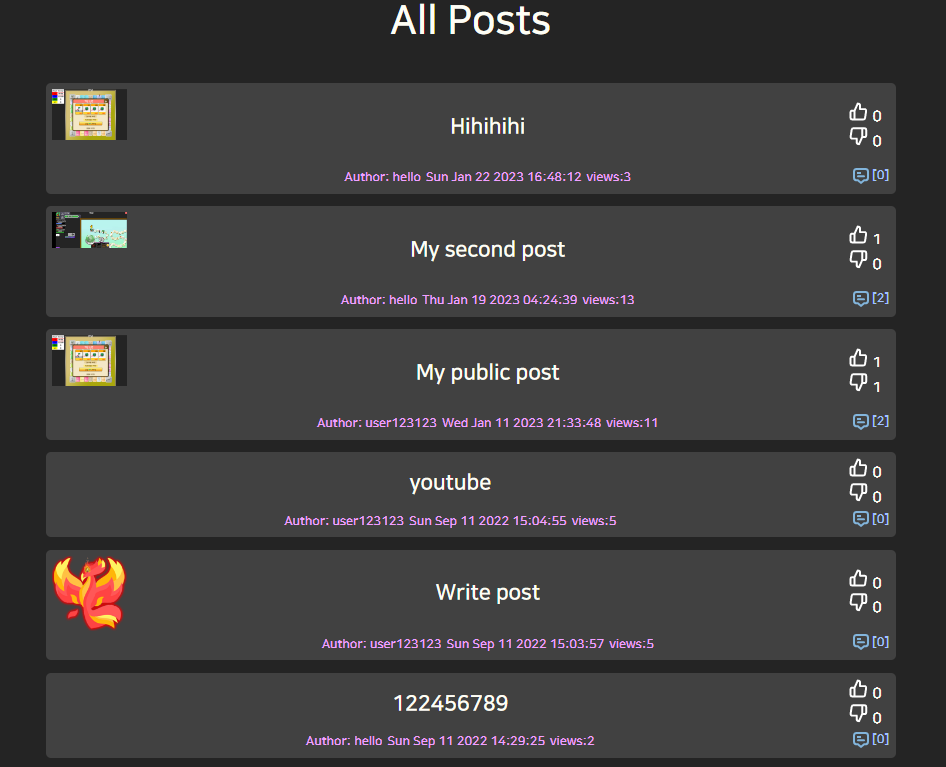 All Posts
Hihihihi
0
0
Author: hello Sun Jan 22 2023 16:48:12 views:3
[0]
My second post
1
0
Author: hello Thu Jan 19 2023 04:24:39 views:13
[2]
My public post
1
1
Author: user123123 Wed Jan 11 2023 21:33:48 views:11
[2]
youtube
0
0
Author: user123123 Sun Sep 11 2022 15:04:55 views:5
[0]
Write post
0
0
Author: user123123 Sun Sep 11 2022 15:03:57 views:5
[0]
122456789
0
0
Author: hello Sun Sep 11 2022 14:29:25 views:2
[0]